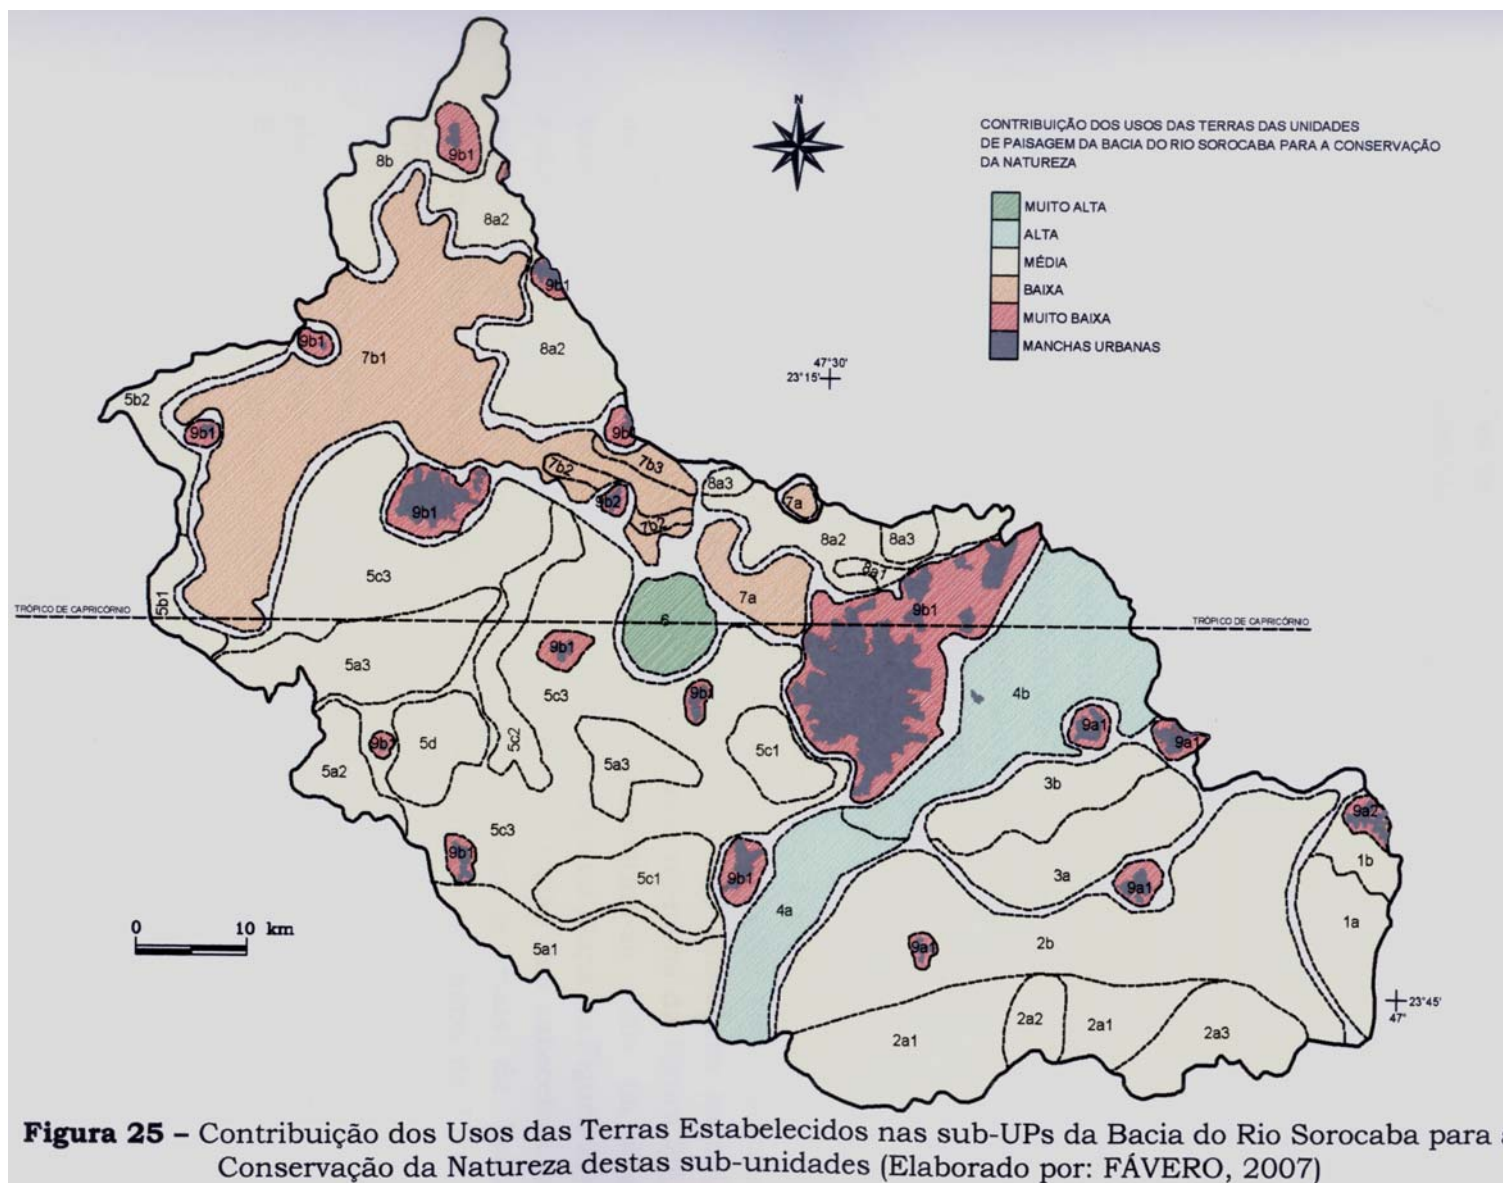 N
CONTRIBUIÇÃO DOS USOS DAS TERRAS DAS UNIDADES
DE PAISAGEM DA BACIA DO RIO SOROCABA PARA A CONSERVAÇÃO
DA NATUREZA
MUITO ALTA
ALTA
MÉDIA
BAIXA
MUITO BAIXA
MANCHAS URBANAS
9b1
8b
8a2
9b1
9b1
7b1
8a2
47°30'
23°15'
5b2
9b1
7b3
7b2
8a3
7a
9b1
9b2
7b2
8a2
8a3
8a1
5c3
5b1
7a
9b1
TRÓPICO DE CAPRICÓRNIO
6
TRÓPICO DE CAPRICÓRNIO
9b1
5a3
5c3
9b1
4b
9a1
9a1
5d
5c2
5c1
5a2
5a3
3b
9a2
5c3
9b1
1b
5c1
9b1
3a
9a1
4a
1a
0 10 km
5a1
9a1
2b
23°45'
47°
2a2
2a1
2a1
2a3
Figura 25 – Contribuição dos Usos das Terras Estabelecidos nas sub-UPs da Bacia do Rio Sorocaba para
Conservação da Natureza destas sub-unidades (Elaborado por: FÁVERO, 2007)